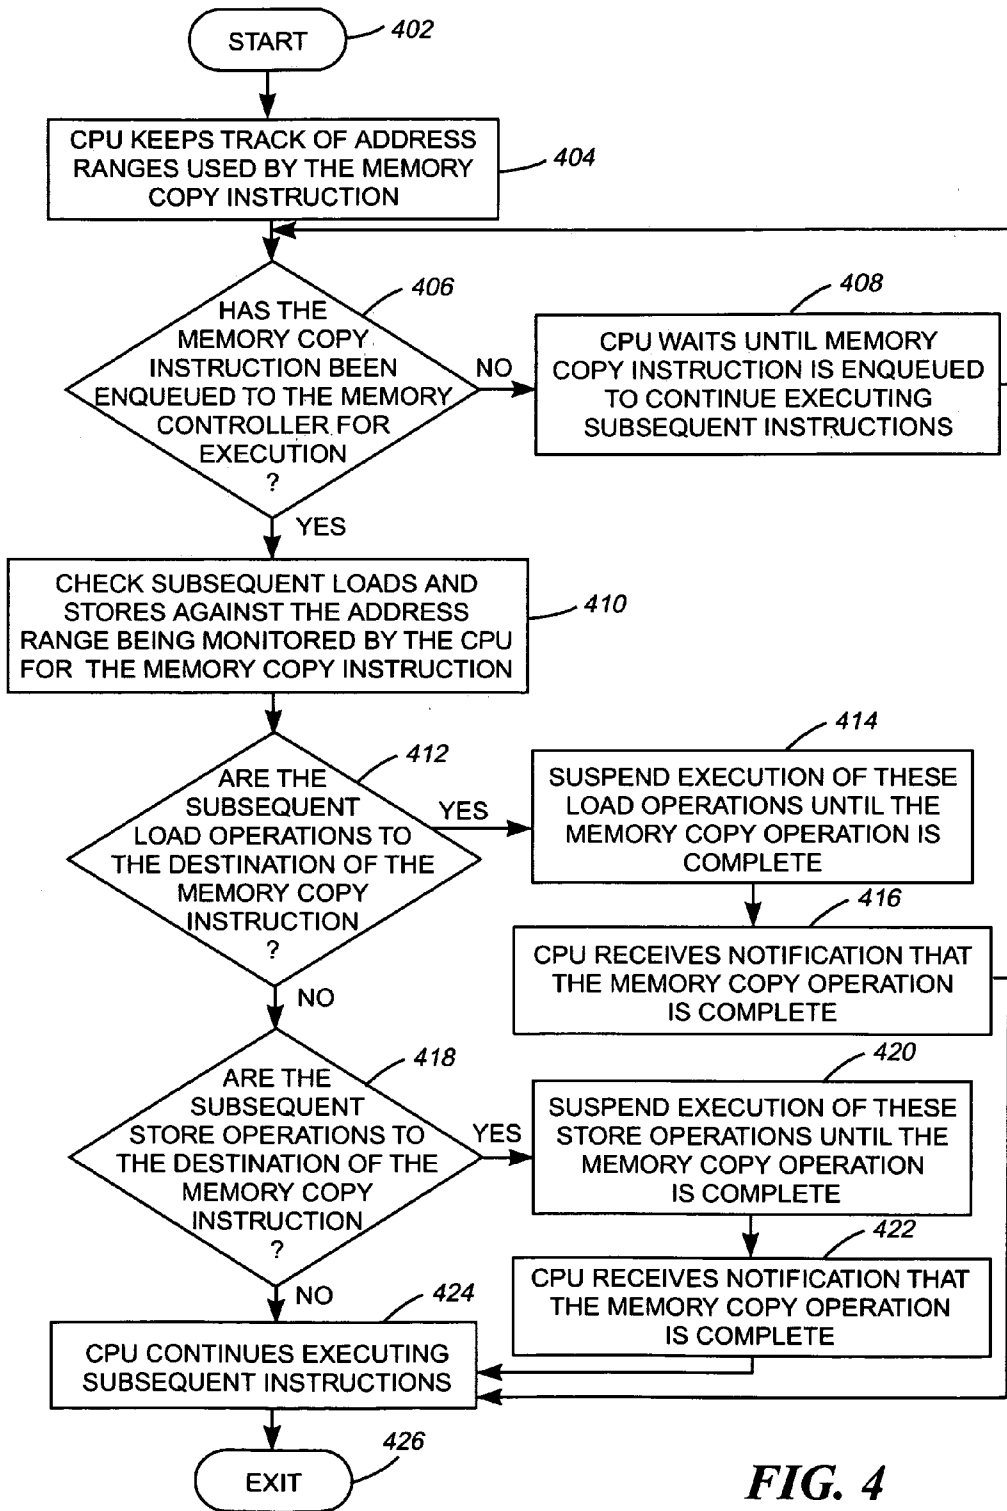 START
402
CPU KEEPS TRACK OF ADDRESS
RANGES USED BY THE MEMORY
COPY INSTRUCTION
404
HAS THE
MEMORY COPY
INSTRUCTION BEEN
ENQUEUED TO THE MEMORY
CONTROLLER FOR
EXECUTION
?
406
NO
408
CPU WAITS UNTIL MEMORY
COPY INSTRUCTION IS ENQUEUED
TO CONTINUE EXECUTING
SUBSEQUENT INSTRUCTIONS
YES
CHECK SUBSEQUENT LOADS AND
STORES AGAINST THE ADDRESS
RANGE BEING MONITORED BY THE CPU
FOR THE MEMORY COPY INSTRUCTION
410
ARE THE
SUBSEQUENT
LOAD OPERATIONS TO
THE DESTINATION OF THE
MEMORY COPY
INSTRUCTION
?
412
YES
414
SUSPEND EXECUTION OF THESE
LOAD OPERATIONS UNTIL THE
MEMORY COPY OPERATION IS
COMPLETE
416
CPU RECEIVES NOTIFICATION THAT
THE MEMORY COPY OPERATION
IS COMPLETE
NO
ARE THE
SUBSEQUENT
STORE OPERATIONS TO
THE DESTINATION OF THE
MEMORY COPY
INSTRUCTION
?
418
YES
420
SUSPEND EXECUTION OF THESE
STORE OPERATIONS UNTIL THE
MEMORY COPY OPERATION
IS COMPLETE
422
CPU RECEIVES NOTIFICATION THAT
THE MEMORY COPY OPERATION
IS COMPLETE
NO
424
CPU CONTINUES EXECUTING
SUBSEQUENT INSTRUCTIONS
426
EXIT
FIG. 4